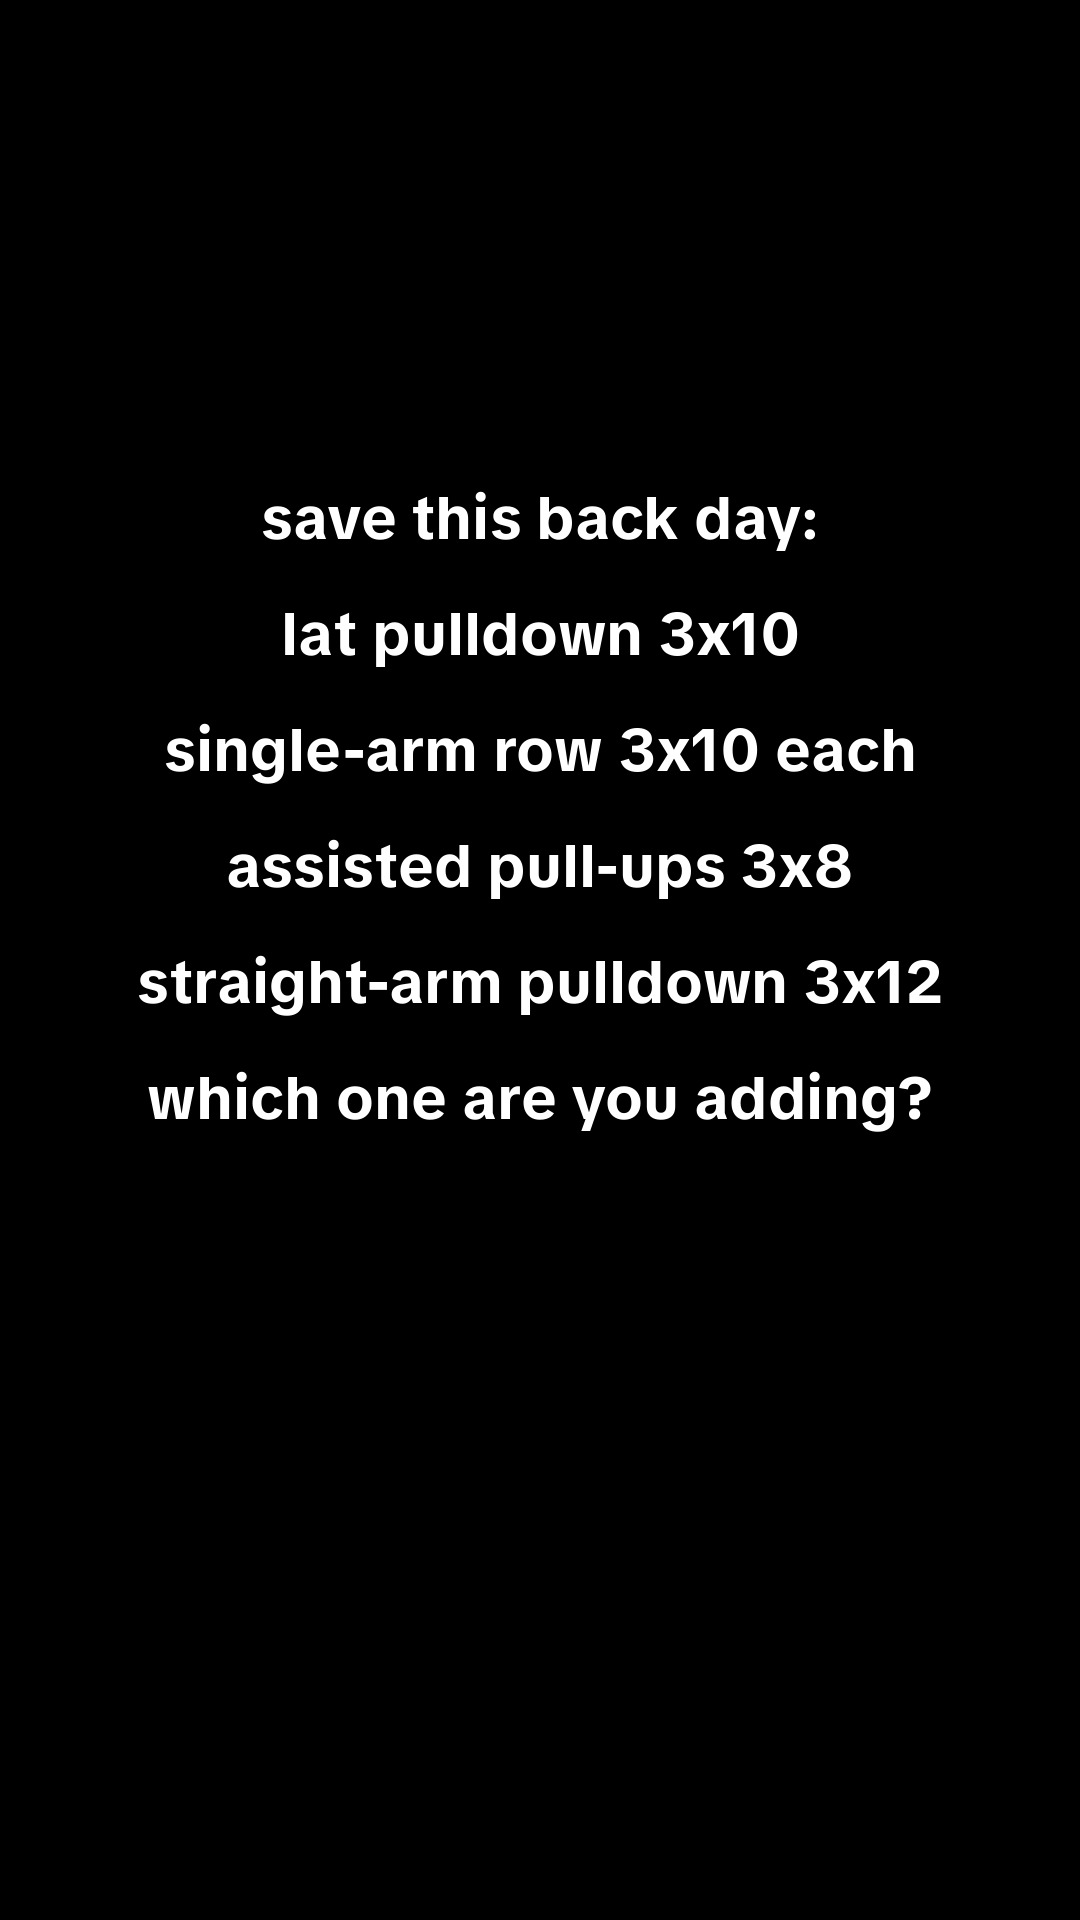 save this back day:
lat pulldown 3x10
single-arm row 3x10 each
assisted pull-ups 3x8
straight-arm pulldown 3x12
which one are you adding?